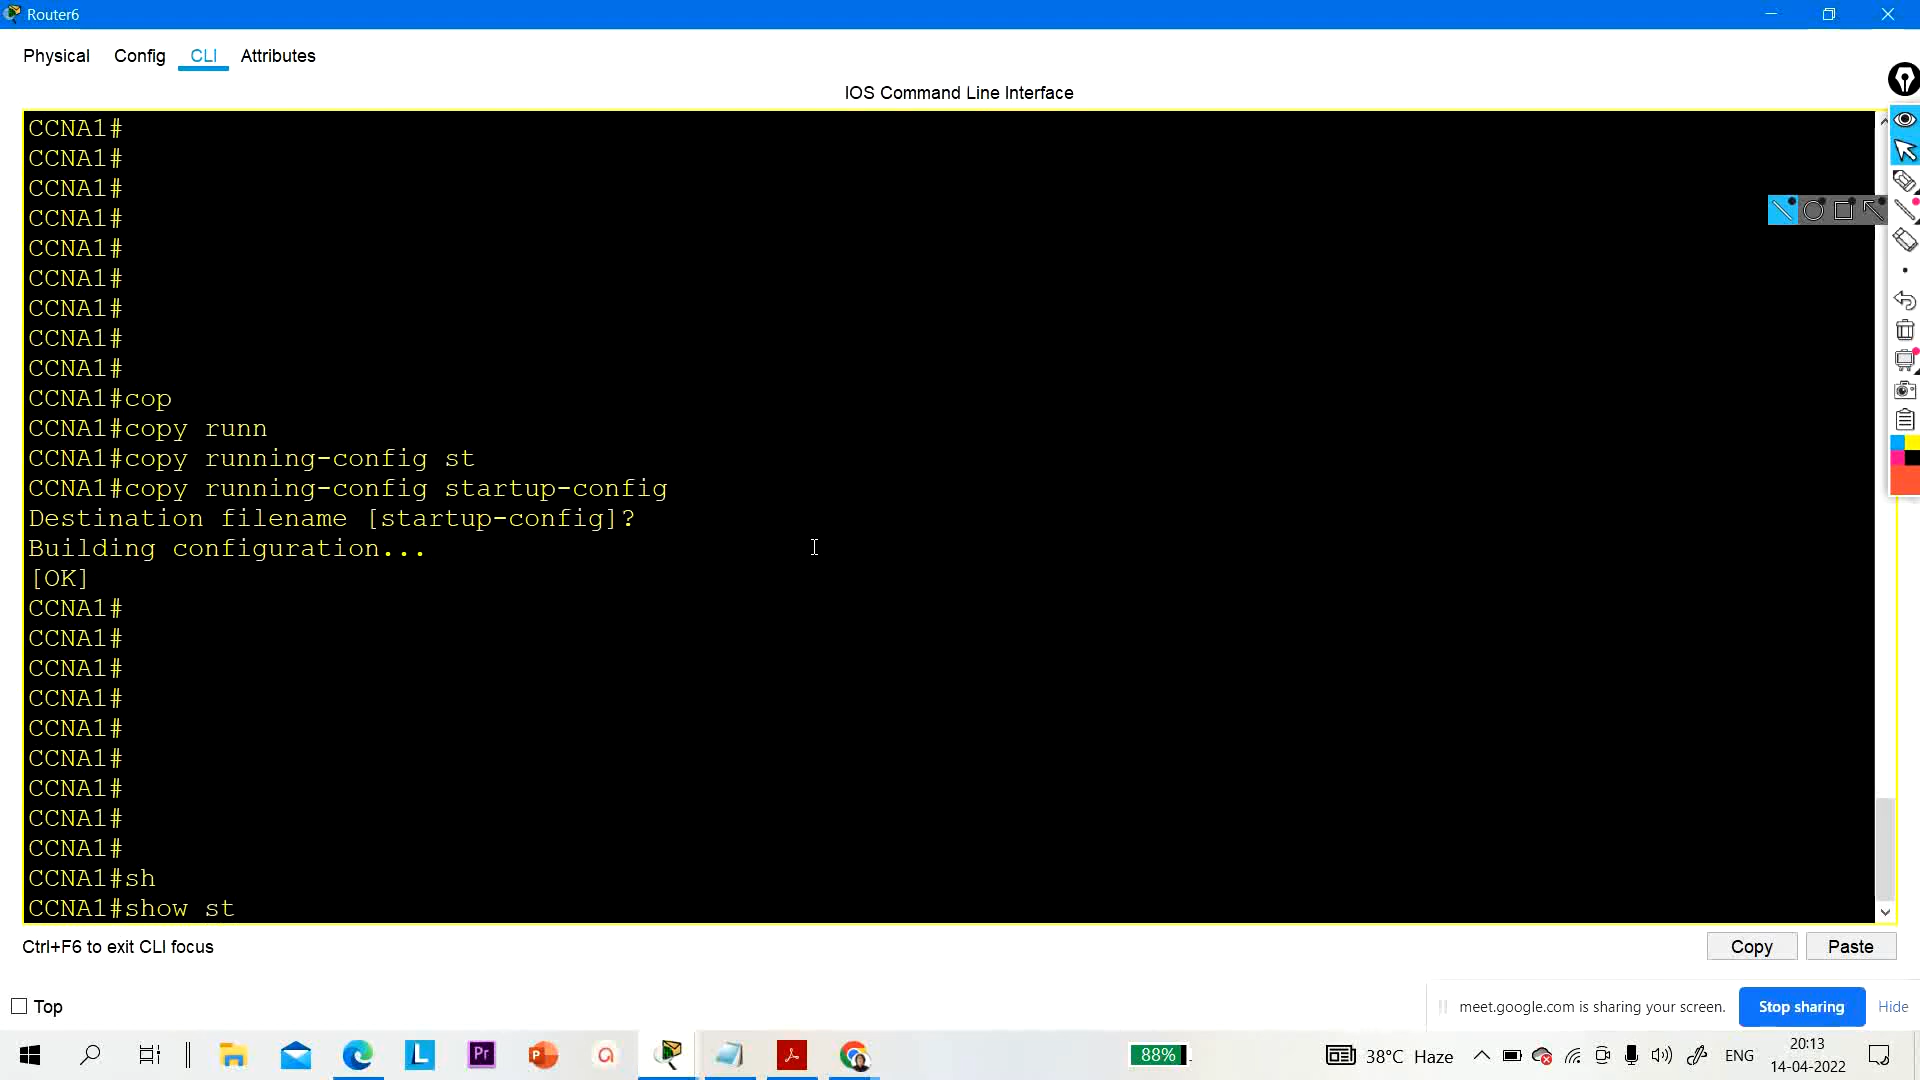 Router6
Physical Config CLI Attributes
IOS Command Line Interface
CCNA1#
CCNA1#
CCNA1#
CCNA1#
CCNA1#
CCNA1#
CCNA1#
CCNA1#
CCNA1#
CCNA1#cop
CCNA1#copy runn
CCNA1#copy running-config st
CCNA1#copy running-config startup-config
Destination filename [startup-config]?
Building configuration...
[OK]
CCNA1#
CCNA1#
CCNA1#
CCNA1#
CCNA1#
CCNA1#
CCNA1#
CCNA1#
CCNA1#
CCNA1#sh
CCNA1#show st
Ctrl+F6 to exit CLI focus
Copy Paste
Top
meet.google.com is sharing your screen. Stop sharing Hide
L Pr P a 88% 38°C Haze ENG 20:13
14-04-2022